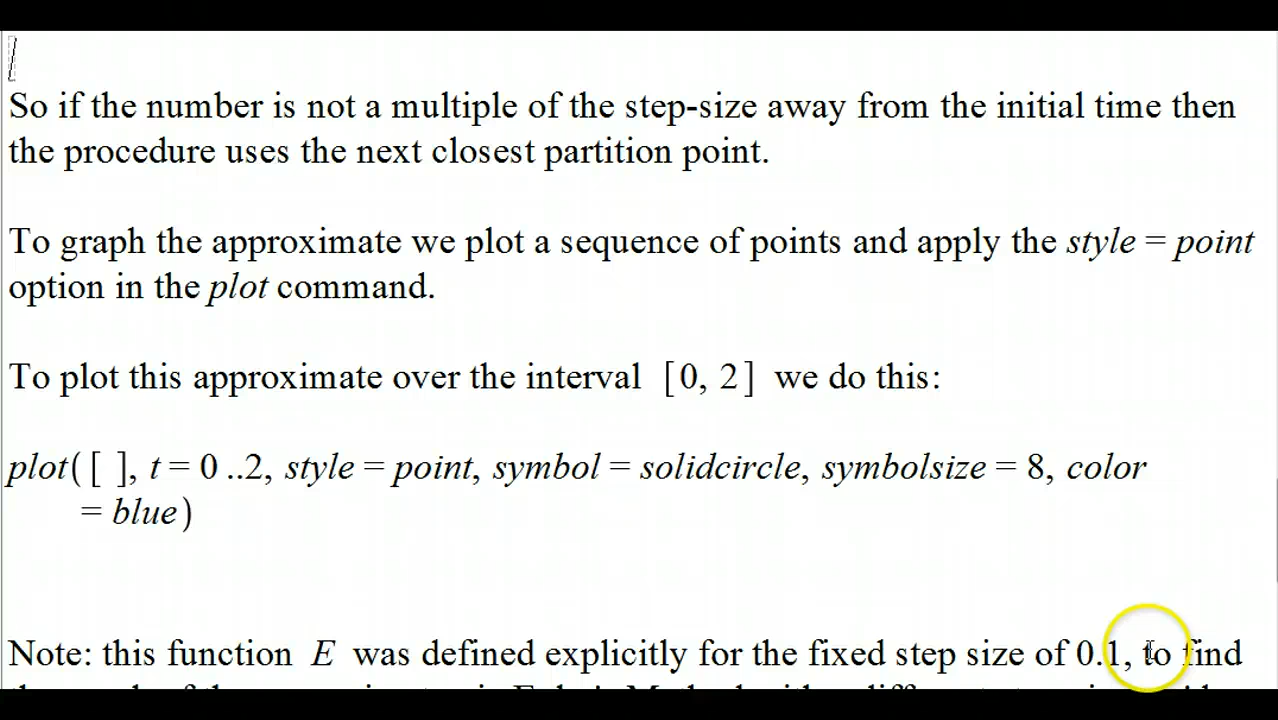 So if the number is not a multiple of the step-size away from the initial time then
the procedure uses the next closest partition point.
To graph the approximate we plot a sequence of points and apply the style = point
option in the plot command.
To plot this approximate over the interval [0, 2] we do this:
plot([ ], t = 0 ..2, style = point, symbol = solidcircle, symbolsize = 8, color
= blue)
Note: this function E was defined explicitly for the fixed step size of 0.1, to find